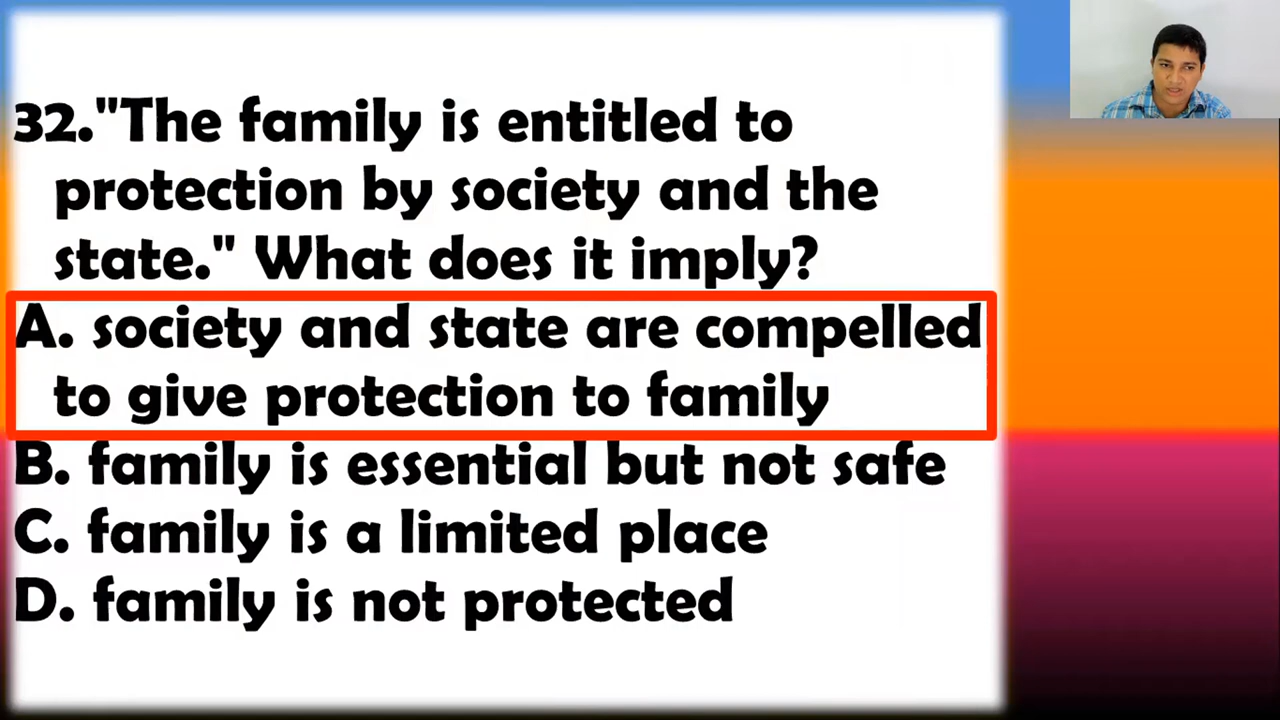 32."The family is entitled to
protection by society and the
state." What does it imply?
A. society and state are compelled
to give protection to family
B. family is essential but not safe
C. family is a limited place
D. family is not protected